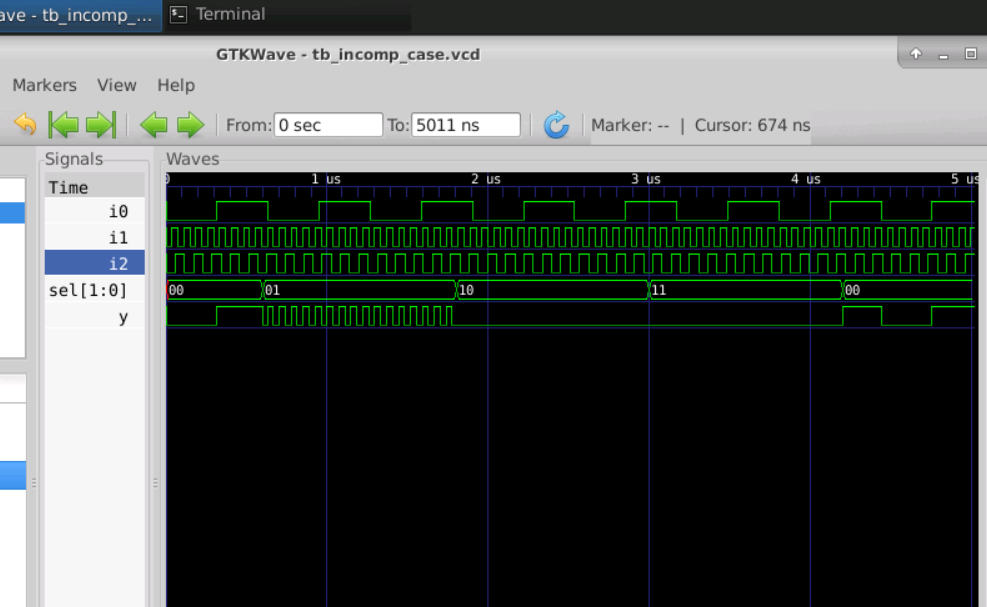 ave - tb_incomp_... Terminal
GTKWave - tb_incomp_case.vcd
Markers View Help
From: 0 sec To: 5011 ns Marker: -- | Cursor: 674 ns
Signals Waves
Time 0 1 us 2 us 3 us 4 us 5 us
i0
i1
i2
sel[1:0] 00 01 10 11 00
y